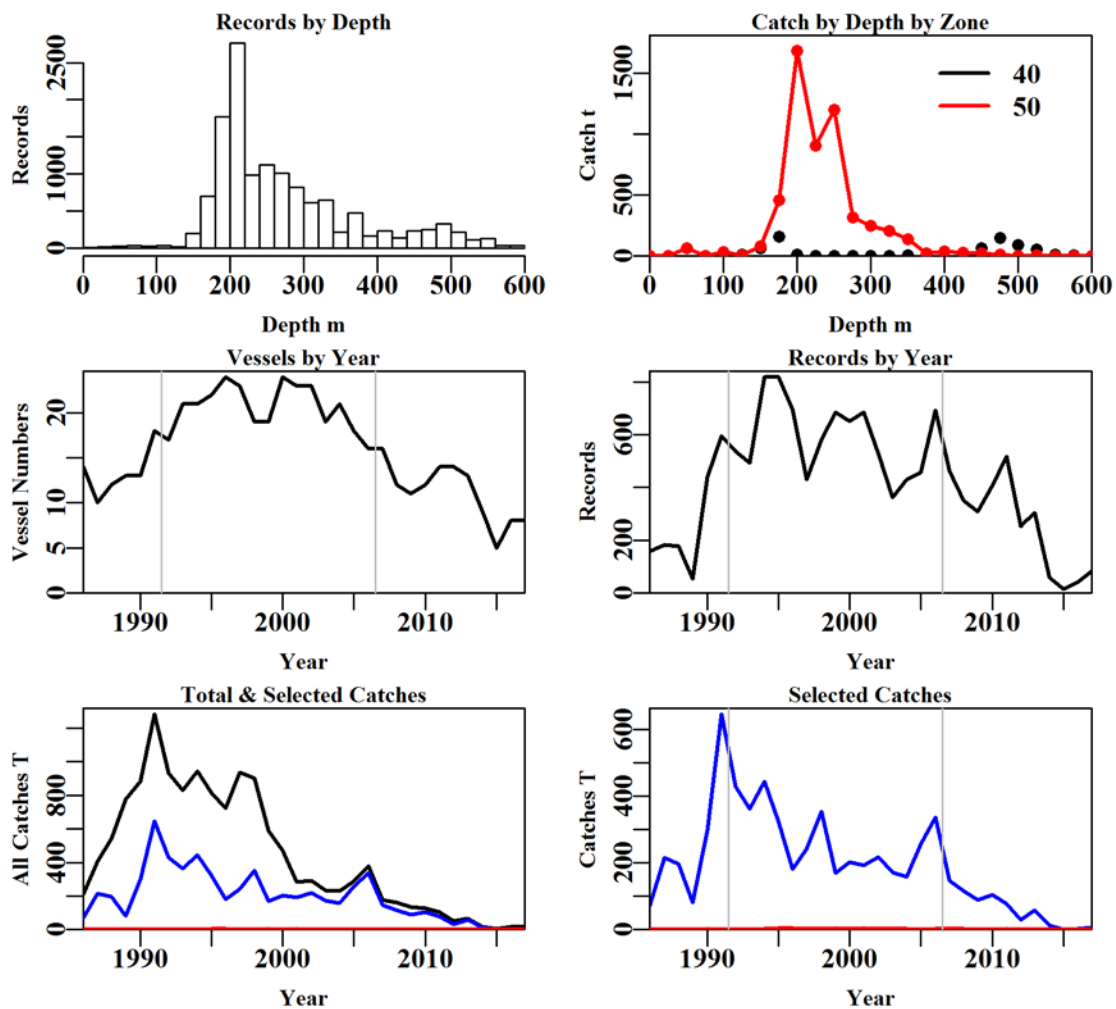 Records by Depth
Records
0 1000 2500
0 100 200 300 400 500 600
Depth m
Catch by Depth by Zone
Catch t
0 500 1500
40
50
0 100 200 300 400 500 600
Depth m
Vessels by Year
Vessel Numbers
0 5 10 20
1990 2000 2010
Year
Records by Year
Records
0 200 600
1990 2000 2010
Year
Total & Selected Catches
All Catches T
0 400 800
1990 2000 2010
Year
Selected Catches
Catches T
0 200 400 600
1990 2000 2010
Year